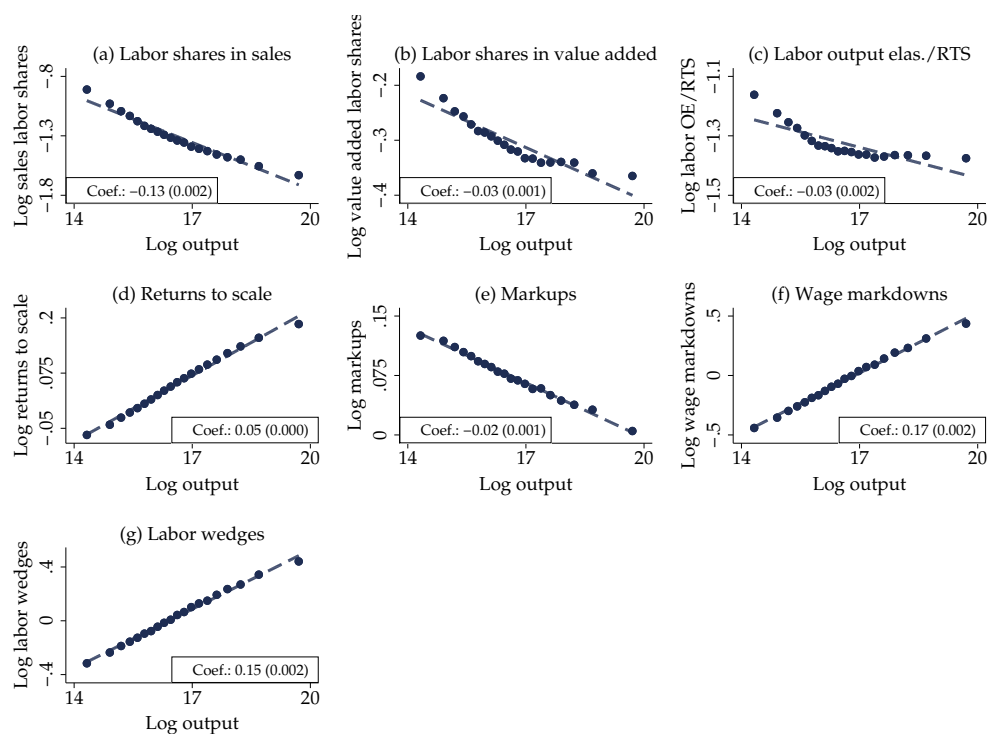 (a) Labor shares in sales
Log sales labor shares
−.8
−1.3
−1.8
Coef.: −0.13 (0.002)
14
17
20
Log output
(b) Labor shares in value added
Log value added labor shares
−.2
−.3
−.4
Coef.: −0.03 (0.001)
14
17
20
Log output
(c) Labor output elas./RTS
Log labor OE/RTS
−1.1
−1.3
−1.5
Coef.: −0.03 (0.002)
14
17
20
Log output
(d) Returns to scale
Log returns to scale
.2
.075
−.05
Coef.: 0.05 (0.000)
14
17
20
Log output
(e) Markups
Log markups
.15
.075
0
Coef.: −0.02 (0.001)
14
17
20
Log output
(f) Wage markdowns
Log wage markdowns
.5
0
−.5
Coef.: 0.17 (0.002)
14
17
20
Log output
(g) Labor wedges
Log labor wedges
.4
0
−.4
Coef.: 0.15 (0.002)
14
17
20
Log output